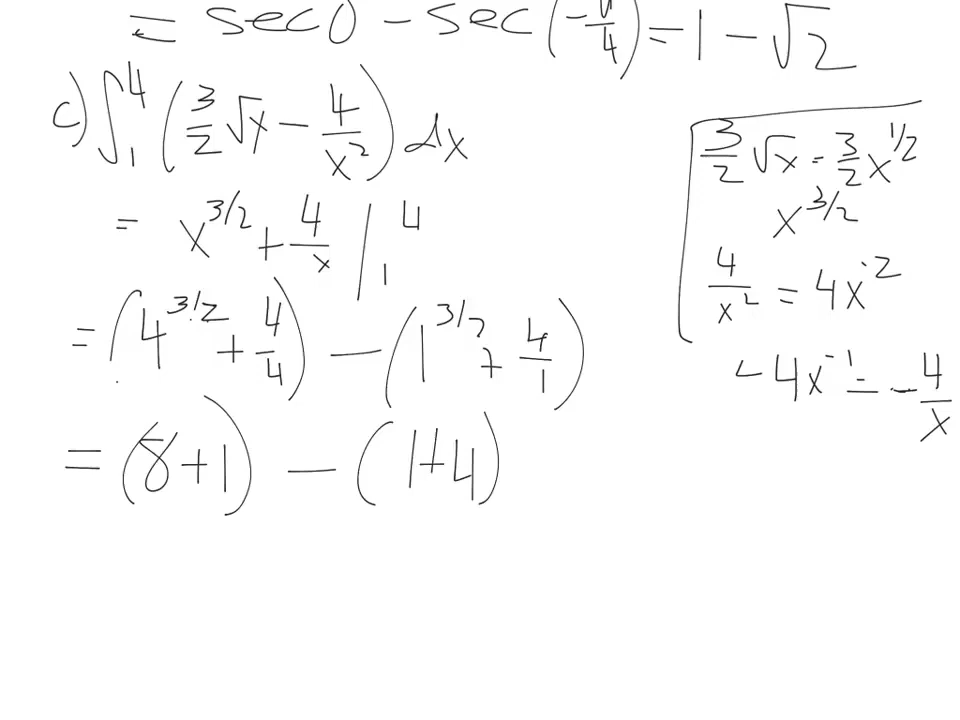 = sec 0 - sec (-π/4) = 1 - √2
c) ∫₁⁴ (3/2 √x - 4/x²) dx
= x^3/2 + 4/x |₁⁴
= (4^3/2 + 4/4) - (1^3/2 + 4/1)
= (8+1) - (1+4)
3/2 √x = 3/2 x^1/2
x^3/2
4/x² = 4x^-2
-4x^-1 = -4/x